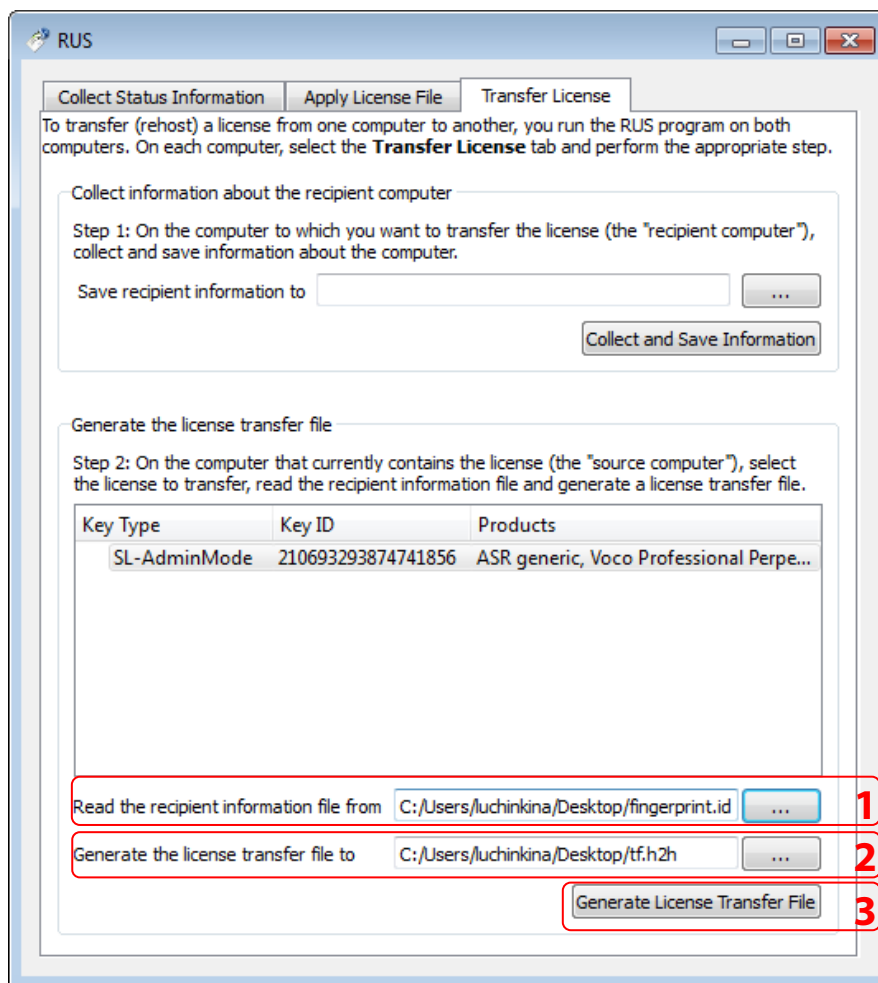 RUS
Collect Status Information
Apply License File
Transfer License
To transfer (rehost) a license from one computer to another, you run the RUS program on both
computers. On each computer, select the Transfer License tab and perform the appropriate step.
Collect information about the recipient computer
Step 1: On the computer to which you want to transfer the license (the "recipient computer"),
collect and save information about the computer.
Save recipient information to ...
Collect and Save Information
Generate the license transfer file
Step 2: On the computer that currently contains the license (the "source computer"), select
the license to transfer, read the recipient information file and generate a license transfer file.
Key Type Key ID Products
SL-AdminMode 210693293874741856 ASR generic, Voco Professional Perpe...
Read the recipient information file from C:/Users/luchinkina/Desktop/fingerprint.id ... 1
Generate the license transfer file to C:/Users/luchinkina/Desktop/tf.h2h ... 2
Generate License Transfer File 3